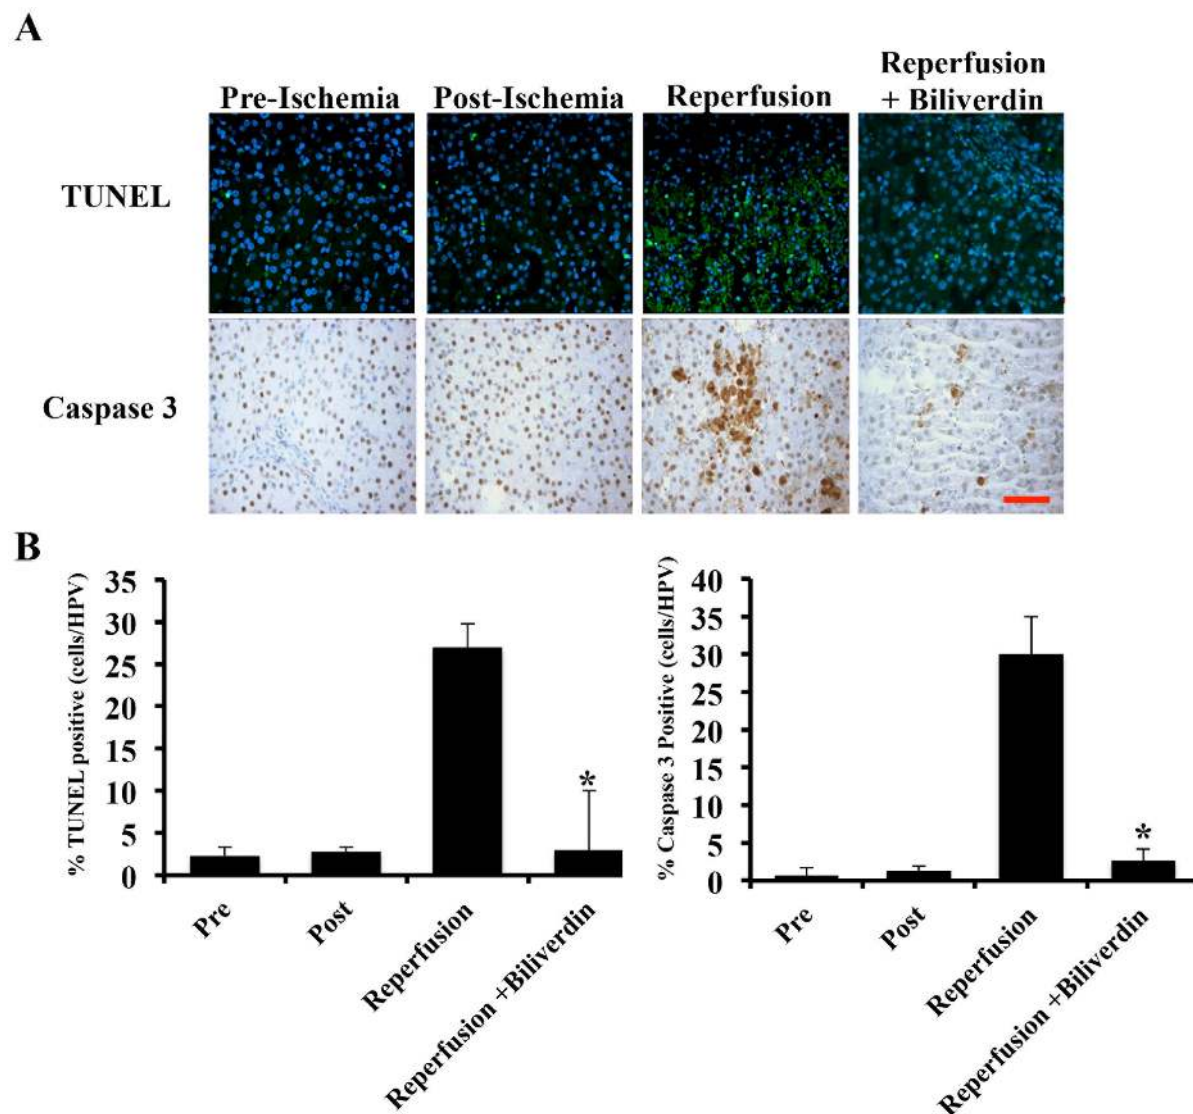 A
Pre-Ischemia Post-Ischemia Reperfusion Reperfusion
+ Biliverdin
TUNEL
Caspase 3
B
% TUNEL positive (cells/HPV)
35
30
25
20
15
10
5
0
*
Pre Post Reperfusion Reperfusion +Biliverdin
% Caspase 3 Positive (cells/HPV)
40
35
30
25
20
15
10
5
0
*
Pre Post Reperfusion Reperfusion +Biliverdin